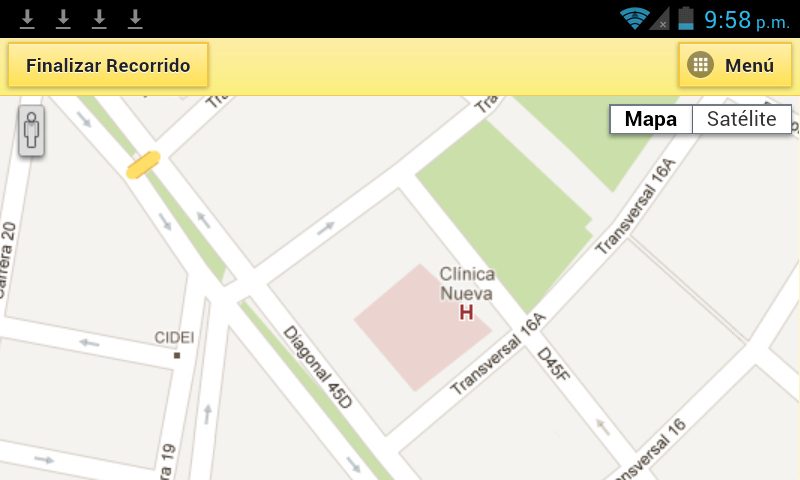 9:58 p.m.
Finalizar Recorrido
Menú
Mapa
Satélite
Transversal 16A
Carrera 20
Clínica
Nueva
H
CIDEI
Diagonal 45D
Transversal 16A
D45F
Transversal 16